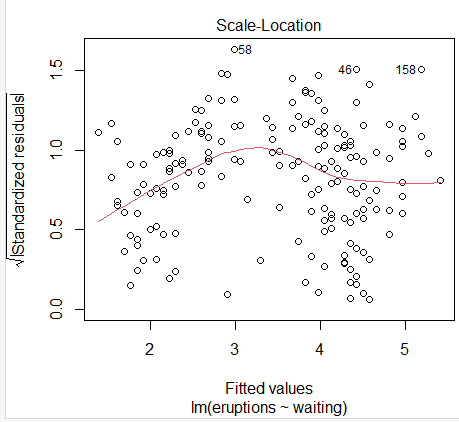 Scale-Location
√|Standardized residuals|
1.5
1.0
0.5
0.0
58
46
158
2 3 4 5
Fitted values
lm(eruptions ~ waiting)